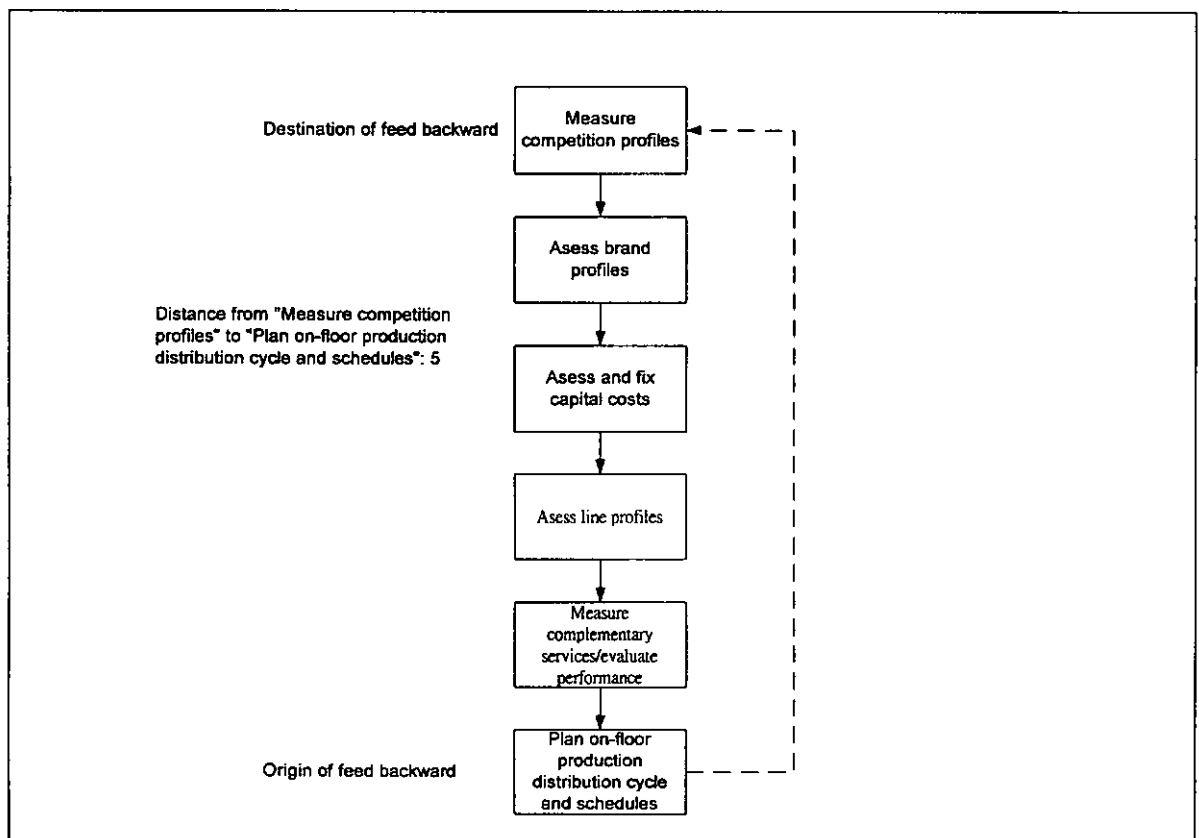 Measure
competition profiles
Destination of feed backward
Asess brand
profiles
Distance from "Measure competition
profiles" to "Plan on-floor production
distribution cycle and schedules": 5
Asess and fix
capital costs
Asess line profiles
Measure
complementary
services/evaluate
performance
Plan on-floor
production
distribution cycle
and schedules
Origin of feed backward